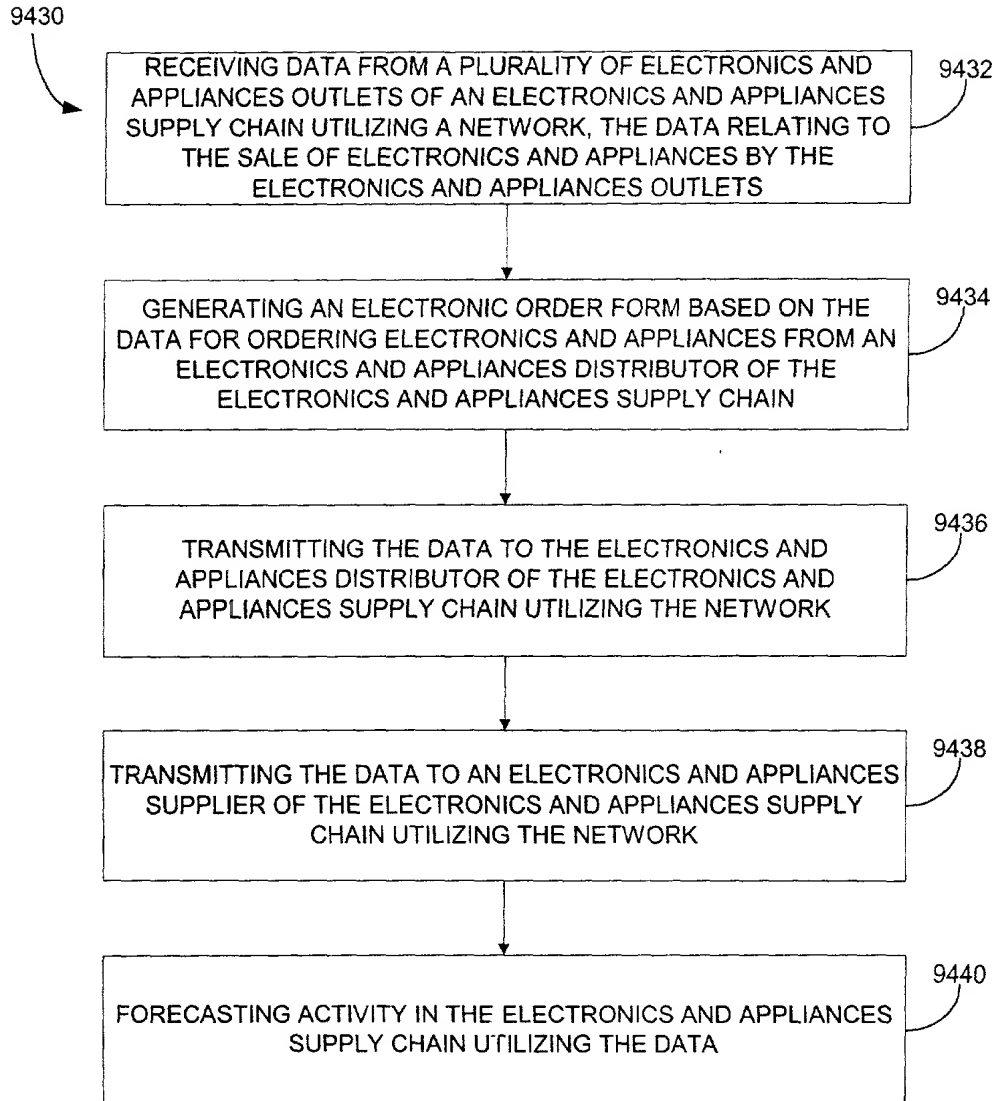 9430
RECEIVING DATA FROM A PLURALITY OF ELECTRONICS AND
APPLIANCES OUTLETS OF AN ELECTRONICS AND APPLIANCES
SUPPLY CHAIN UTILIZING A NETWORK, THE DATA RELATING TO
THE SALE OF ELECTRONICS AND APPLIANCES BY THE
ELECTRONICS AND APPLIANCES OUTLETS
9432
GENERATING AN ELECTRONIC ORDER FORM BASED ON THE
DATA FOR ORDERING ELECTRONICS AND APPLIANCES FROM AN
ELECTRONICS AND APPLIANCES DISTRIBUTOR OF THE
ELECTRONICS AND APPLIANCES SUPPLY CHAIN
9434
TRANSMITTING THE DATA TO THE ELECTRONICS AND
APPLIANCES DISTRIBUTOR OF THE ELECTRONICS AND
APPLIANCES SUPPLY CHAIN UTILIZING THE NETWORK
9436
TRANSMITTING THE DATA TO AN ELECTRONICS AND APPLIANCES
SUPPLIER OF THE ELECTRONICS AND APPLIANCES SUPPLY
CHAIN UTILIZING THE NETWORK
9438
FORECASTING ACTIVITY IN THE ELECTRONICS AND APPLIANCES
SUPPLY CHAIN UTILIZING THE DATA
9440